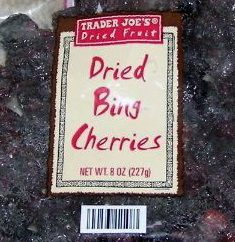 TRADER JOE'S®
Dried Fruit
Dried
Bing
Cherries
NET WT. 8 OZ (227g)